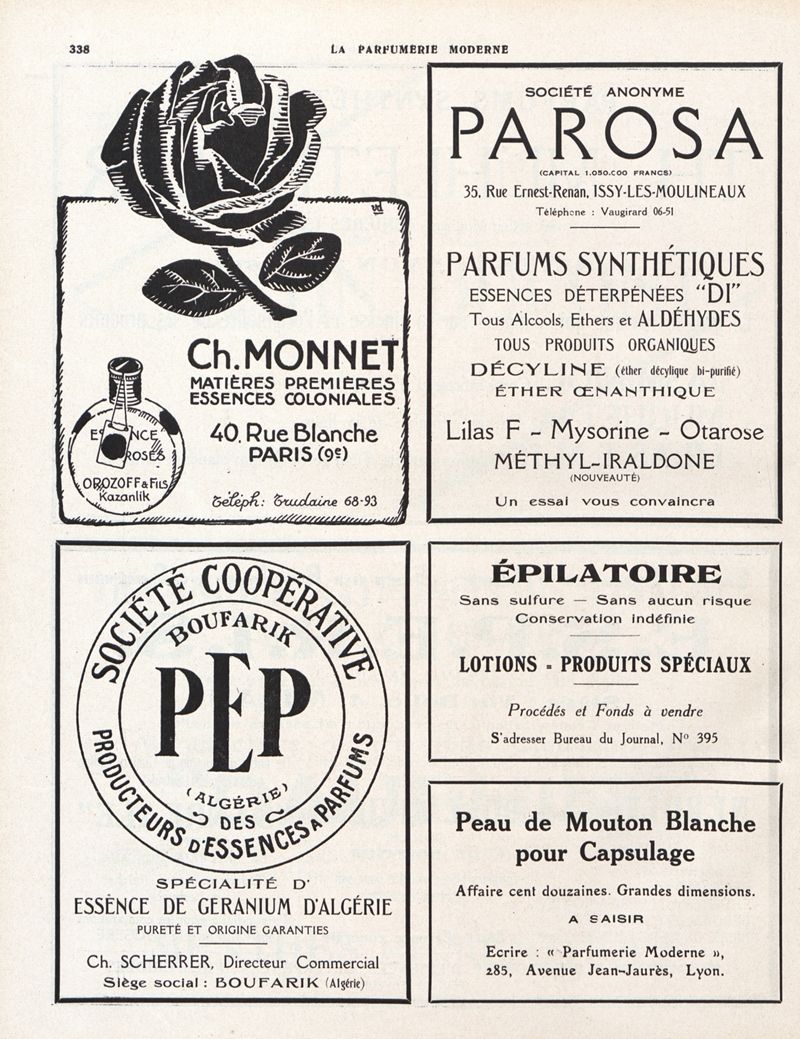 338
LA PARFUMERIE MODERNE
Ch. MONNET
MATIÈRES PREMIÈRES
ESSENCES COLONIALES
40, Rue Blanche
PARIS (9e)
Téléph: Trudaine 68-93
ESSENCE
ROSES
OROZOFF & FILS
Kazanlik
SOCIÉTÉ ANONYME
PAROSA
(CAPITAL 1.050.000 FRANCS)
35, Rue Ernest-Renan, ISSY-LES-MOULINEAUX
Téléphone : Vaugirard 06-51
PARFUMS SYNTHÉTIQUES
ESSENCES DÉTERPÉNÉES "DI"
Tous Alcools, Ethers et ALDÉHYDES
TOUS PRODUITS ORGANIQUES
DÉCYLINE (éther décylique bi-purifié)
ÉTHER ŒNANTHIQUE
Lilas F - Mysorine - Otarose
MÉTHYL-IRALDONE
(NOUVEAUTÉ)
Un essai vous convaincra
SOCIÉTÉ COOPÉRATIVE
BOUFARIK
PEP
(ALGÉRIE)
DES
PRODUCTEURS D'ESSENCES A PARFUMS
SPÉCIALITÉ D'
ESSENCE DE GERANIUM D'ALGÉRIE
PURETÉ ET ORIGINE GARANTIES
Ch. SCHERRER, Directeur Commercial
Siège social : BOUFARIK (Algérie)
ÉPILATOIRE
Sans sulfure — Sans aucun risque
Conservation indéfinie
LOTIONS - PRODUITS SPÉCIAUX
Procédés et Fonds à vendre
S'adresser Bureau du Journal, N° 395
Peau de Mouton Blanche
pour Capsulage
Affaire cent douzaines. Grandes dimensions.
A SAISIR
Ecrire : « Parfumerie Moderne »,
285, Avenue Jean-Jaurès, Lyon.